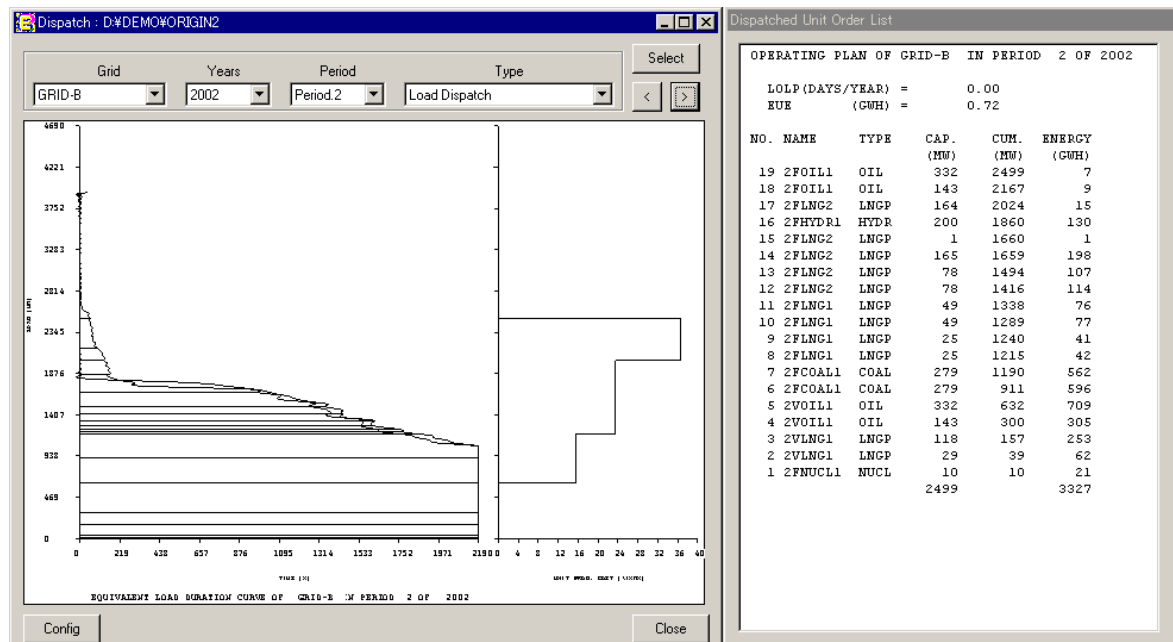 Dispatch : D:¥DEMO¥ORIGIN2
Grid Years Period Type
GRID-B 2002 Period.2 Load Dispatch
Select
< >
4690
4221
3752
3283
2814
2345
1876
1407
938
469
0
0 219 438 657 876 1095 1314 1533 1752 1971 2190
0 4 8 12 16 20 24 28 32 36 40
EQUIVALENT LOAD DURATION CURVE OF GRID-B IN PERIOD 2 OF 2002
Config
Close
Dispatched Unit Order List
OPERATING PLAN OF GRID-B IN PERIOD 2 OF 2002
LOLP(DAYS/YEAR) = 0.00
EUE (GWH) = 0.72
NO. NAME TYPE CAP. CUM. ENERGY
(MW) (MW) (GWH)
19 2FOIL1 OIL 332 2499 7
18 2FOIL1 OIL 143 2167 9
17 2FLNG2 LNGP 164 2024 15
16 2FHYDR1 HYDR 200 1860 130
15 2FLNG2 LNGP 1 1660 1
14 2FLNG2 LNGP 165 1659 198
13 2FLNG2 LNGP 78 1494 107
12 2FLNG2 LNGP 78 1416 114
11 2FLNG1 LNGP 49 1338 76
10 2FLNG1 LNGP 49 1289 77
9 2FLNG1 LNGP 25 1240 41
8 2FLNG1 LNGP 25 1215 42
7 2FCOAL1 COAL 279 1190 562
6 2FCOAL1 COAL 279 911 596
5 2VOIL1 OIL 332 632 709
4 2VOIL1 OIL 143 300 305
3 2VLNG1 LNGP 118 157 253
2 2VLNG1 LNGP 29 39 62
1 2FNUCL1 NUCL 10 10 21
2499 3327